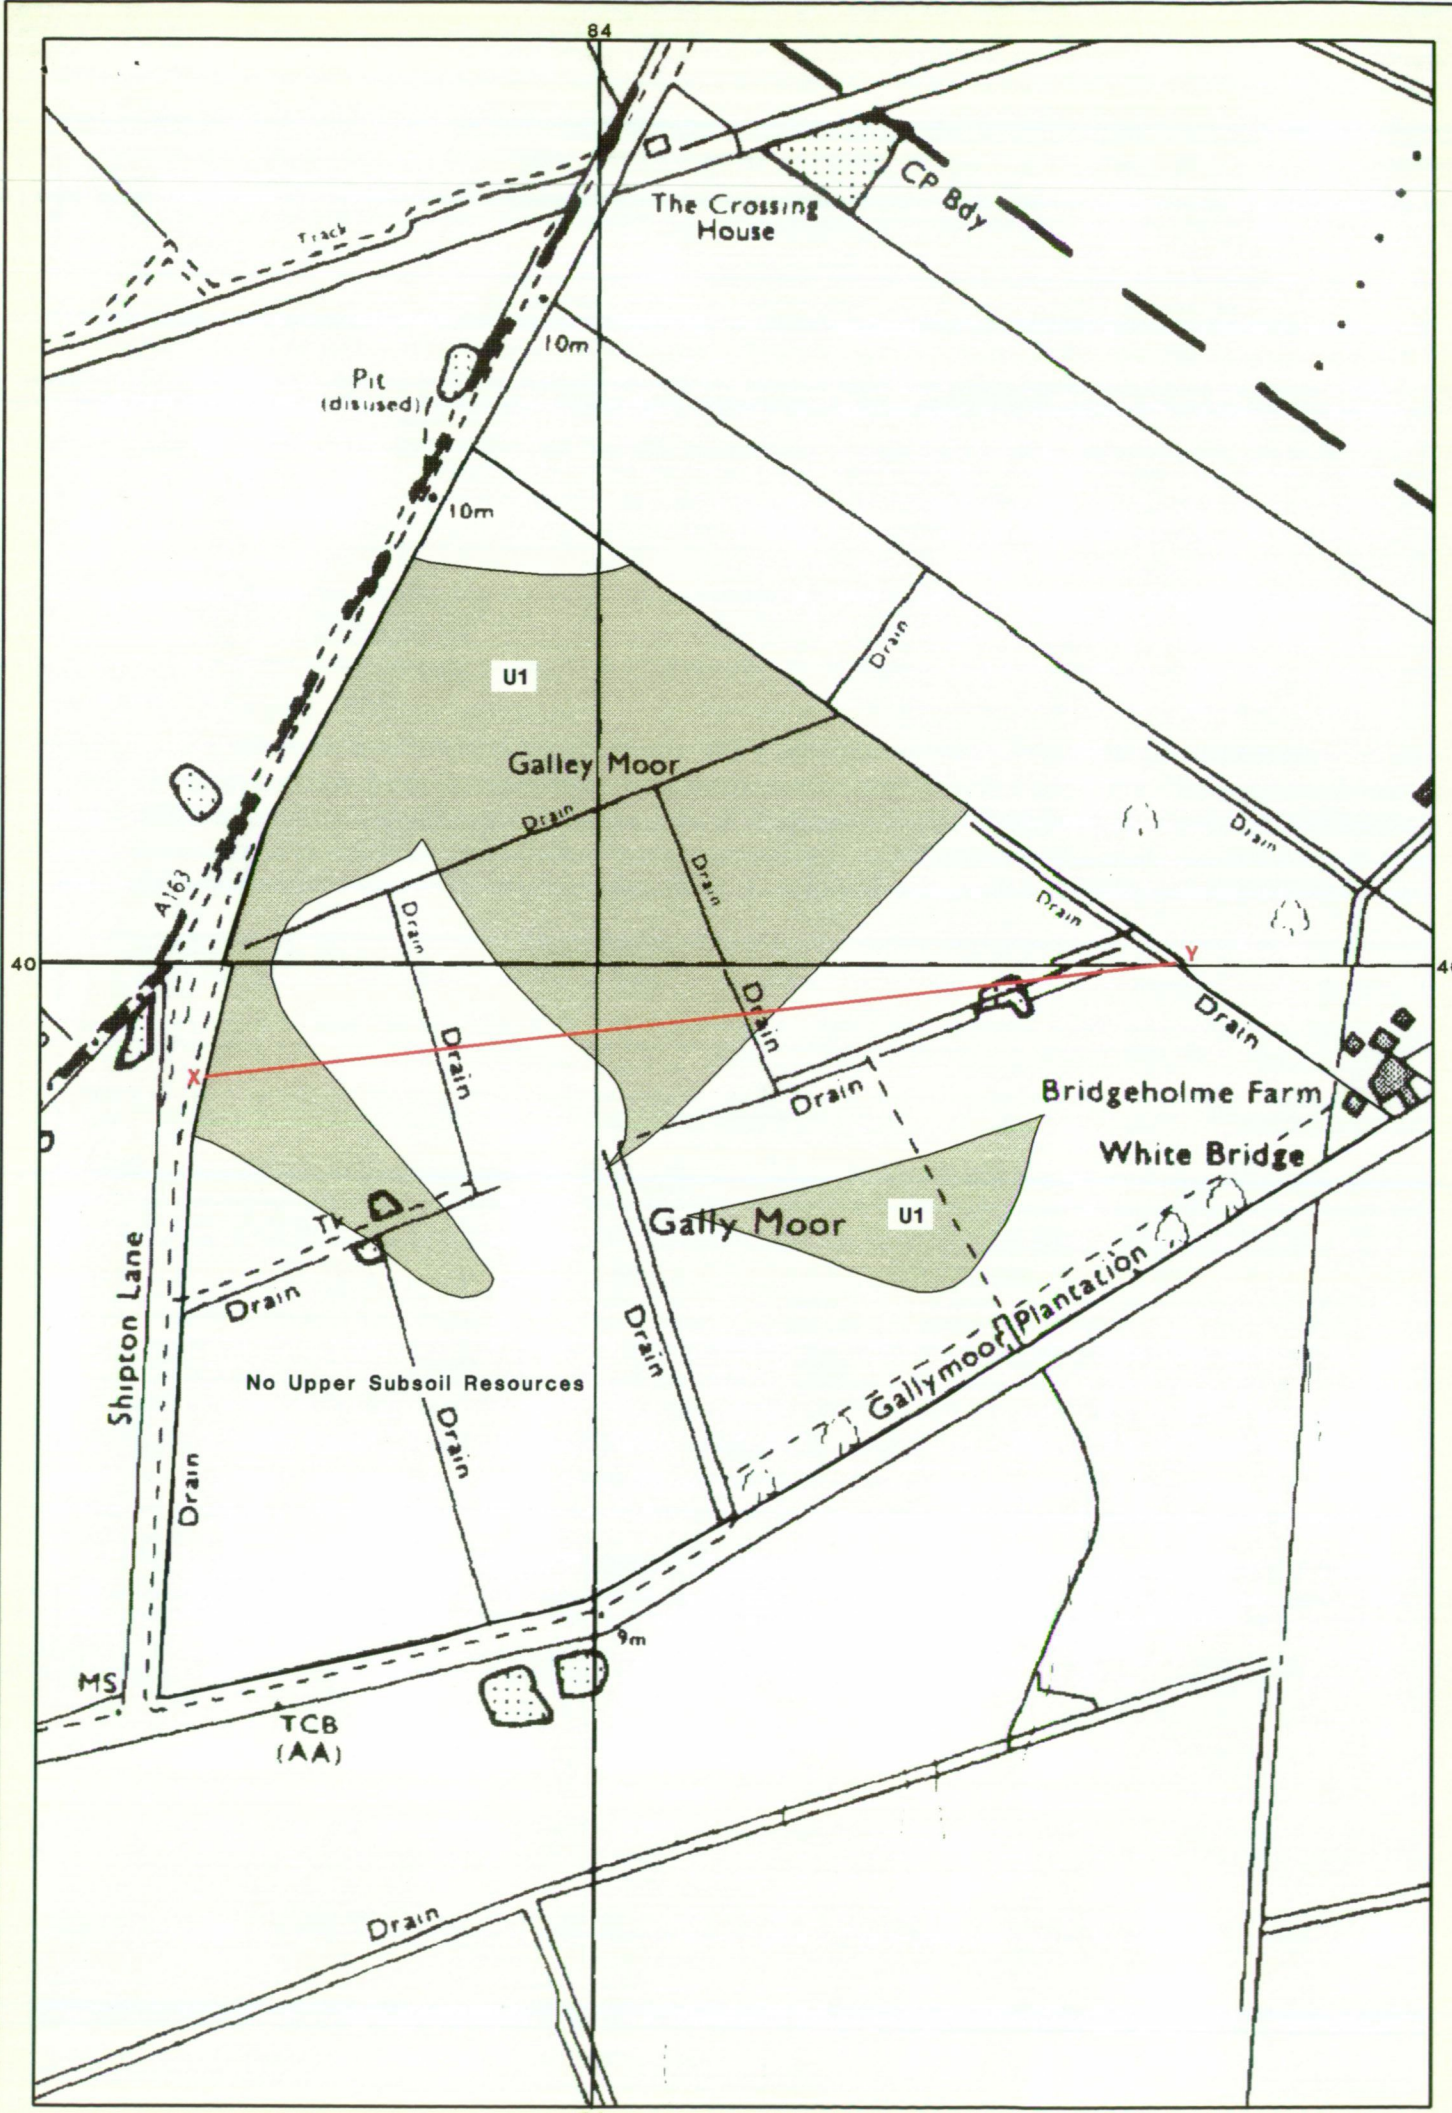 84
The Crossing
House
CP Bdy
Track
10m
Pit
(disused)
10m
Drain
U1
Galley Moor
Drain
Drain
Drain
Drain
Drain
A163
40
Y
X
Drain
Drain
Drain
Drain
Bridgeholme Farm
White Bridge
U1
Gally Moor
Tk
Drain
Shipton Lane
Drain
Gallymoor Plantation
No Upper Subsoil Resources
Drain
Drain
9m
MS
TCB
(AA)
Drain